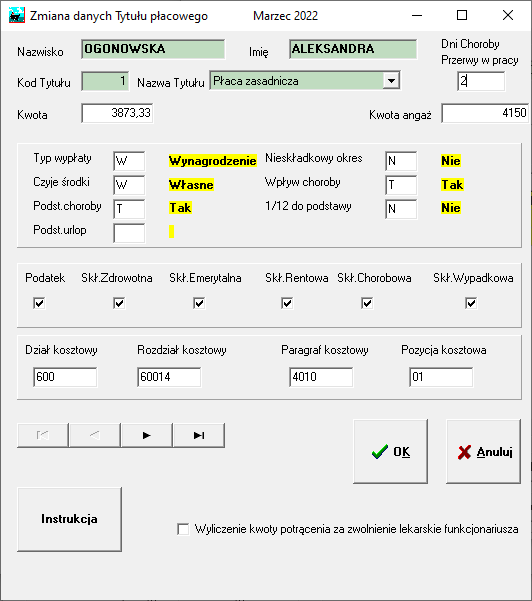 Zmiana danych Tytułu płacowego Marzec 2022
Nazwisko OGONOWSKA Imię ALEKSANDRA Dni Choroby
Przerwy w pracy
Kod Tytułu 1 Nazwa Tytułu Płaca zasadnicza 2
Kwota 3873,33 Kwota angaż 4150
Typ wypłaty W Wynagrodzenie Nieskładkowy okres N Nie
Czyje środki W Własne Wpływ choroby T Tak
Podst.choroby T Tak 1/12 do podstawy N Nie
Podst.urlop
Podatek Skł.Zdrowotna Skł.Emerytalna Skł.Rentowa Skł.Chorobowa Skł.Wypadkowa
Dział kosztowy Rozdział kosztowy Paragraf kosztowy Pozycja kosztowa
600 60014 4010 01
OK Anuluj
Instrukcja
Wyliczenie kwoty potrącenia za zwolnienie lekarskie funkcjonariusza